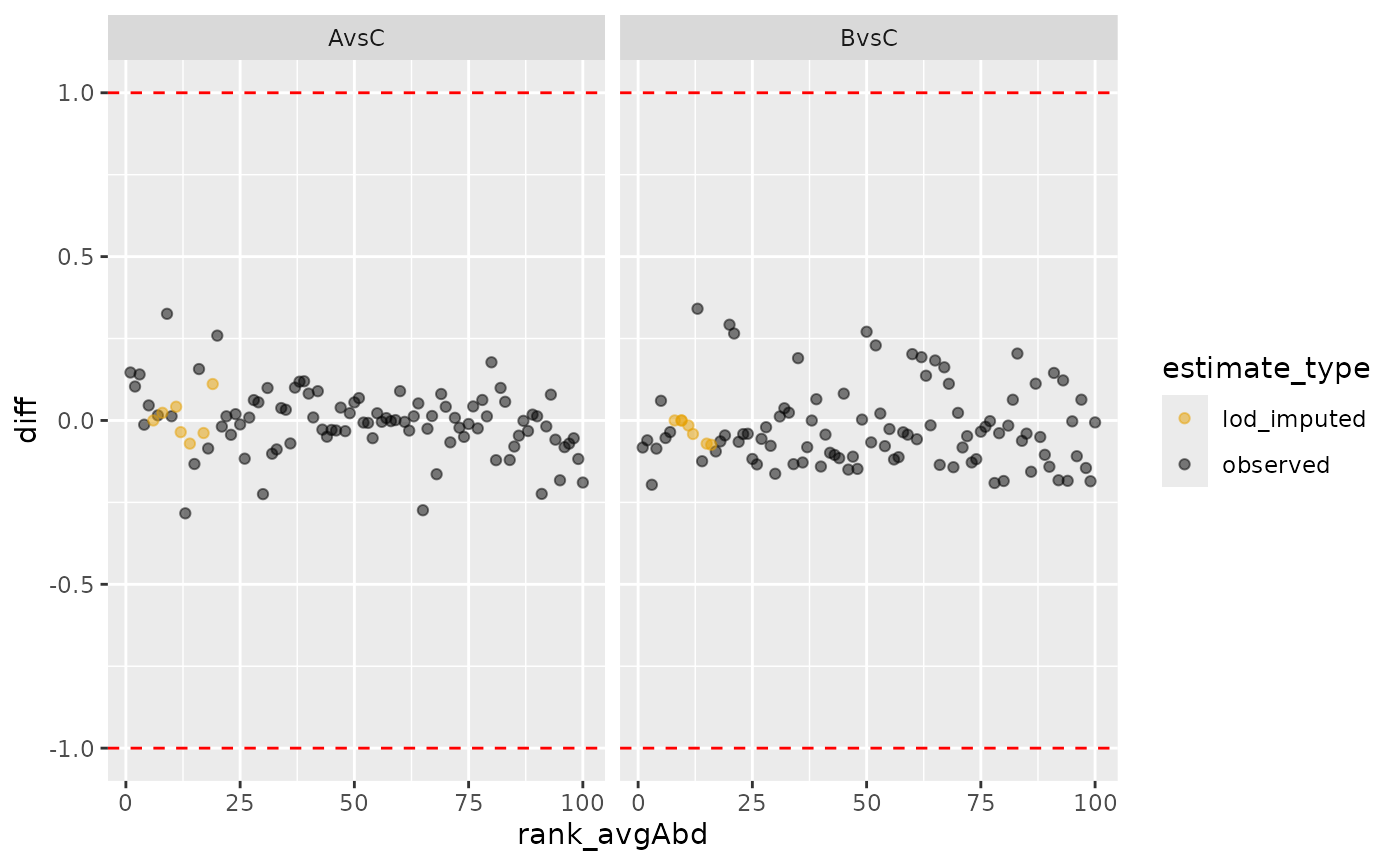 AvsC
BvsC
1.0
0.5
0.0
-0.5
-1.0
diff
0 25 50 75 100
0 25 50 75 100
rank_avgAbd
estimate_type
lod_imputed
observed